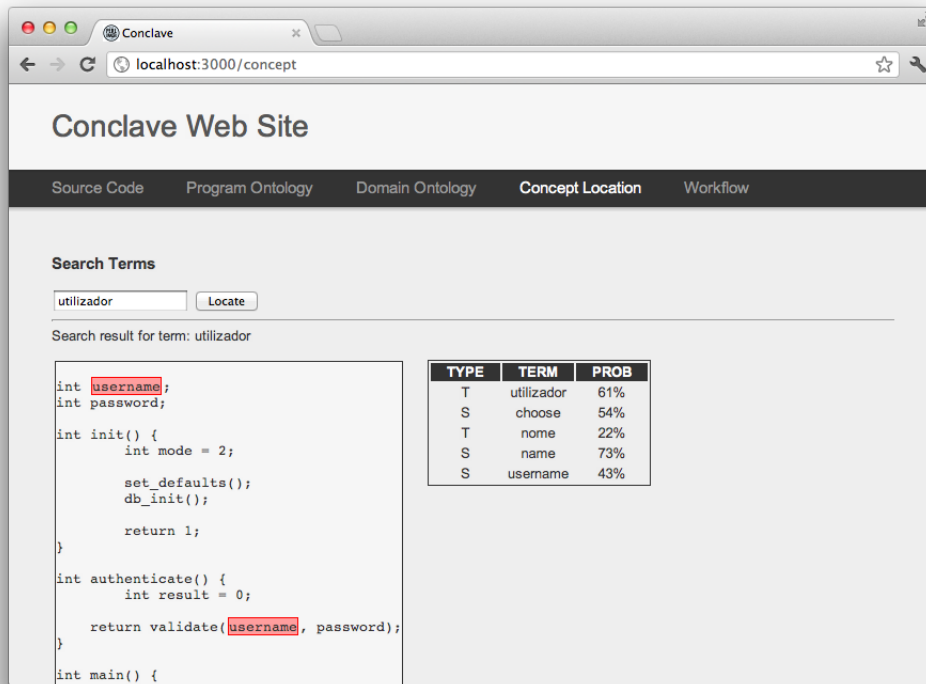 Conclave
localhost:3000/concept
Conclave Web Site
Source Code Program Ontology Domain Ontology Concept Location Workflow
Search Terms
utilizador Locate
Search result for term: utilizador
int username;
int password;
int init() {
int mode = 2;
set_defaults();
db_init();
return 1;
}
int authenticate() {
int result = 0;
return validate(username, password);
}
int main() {
TYPE TERM PROB
T utilizador 61%
S choose 54%
T nome 22%
S name 73%
S username 43%